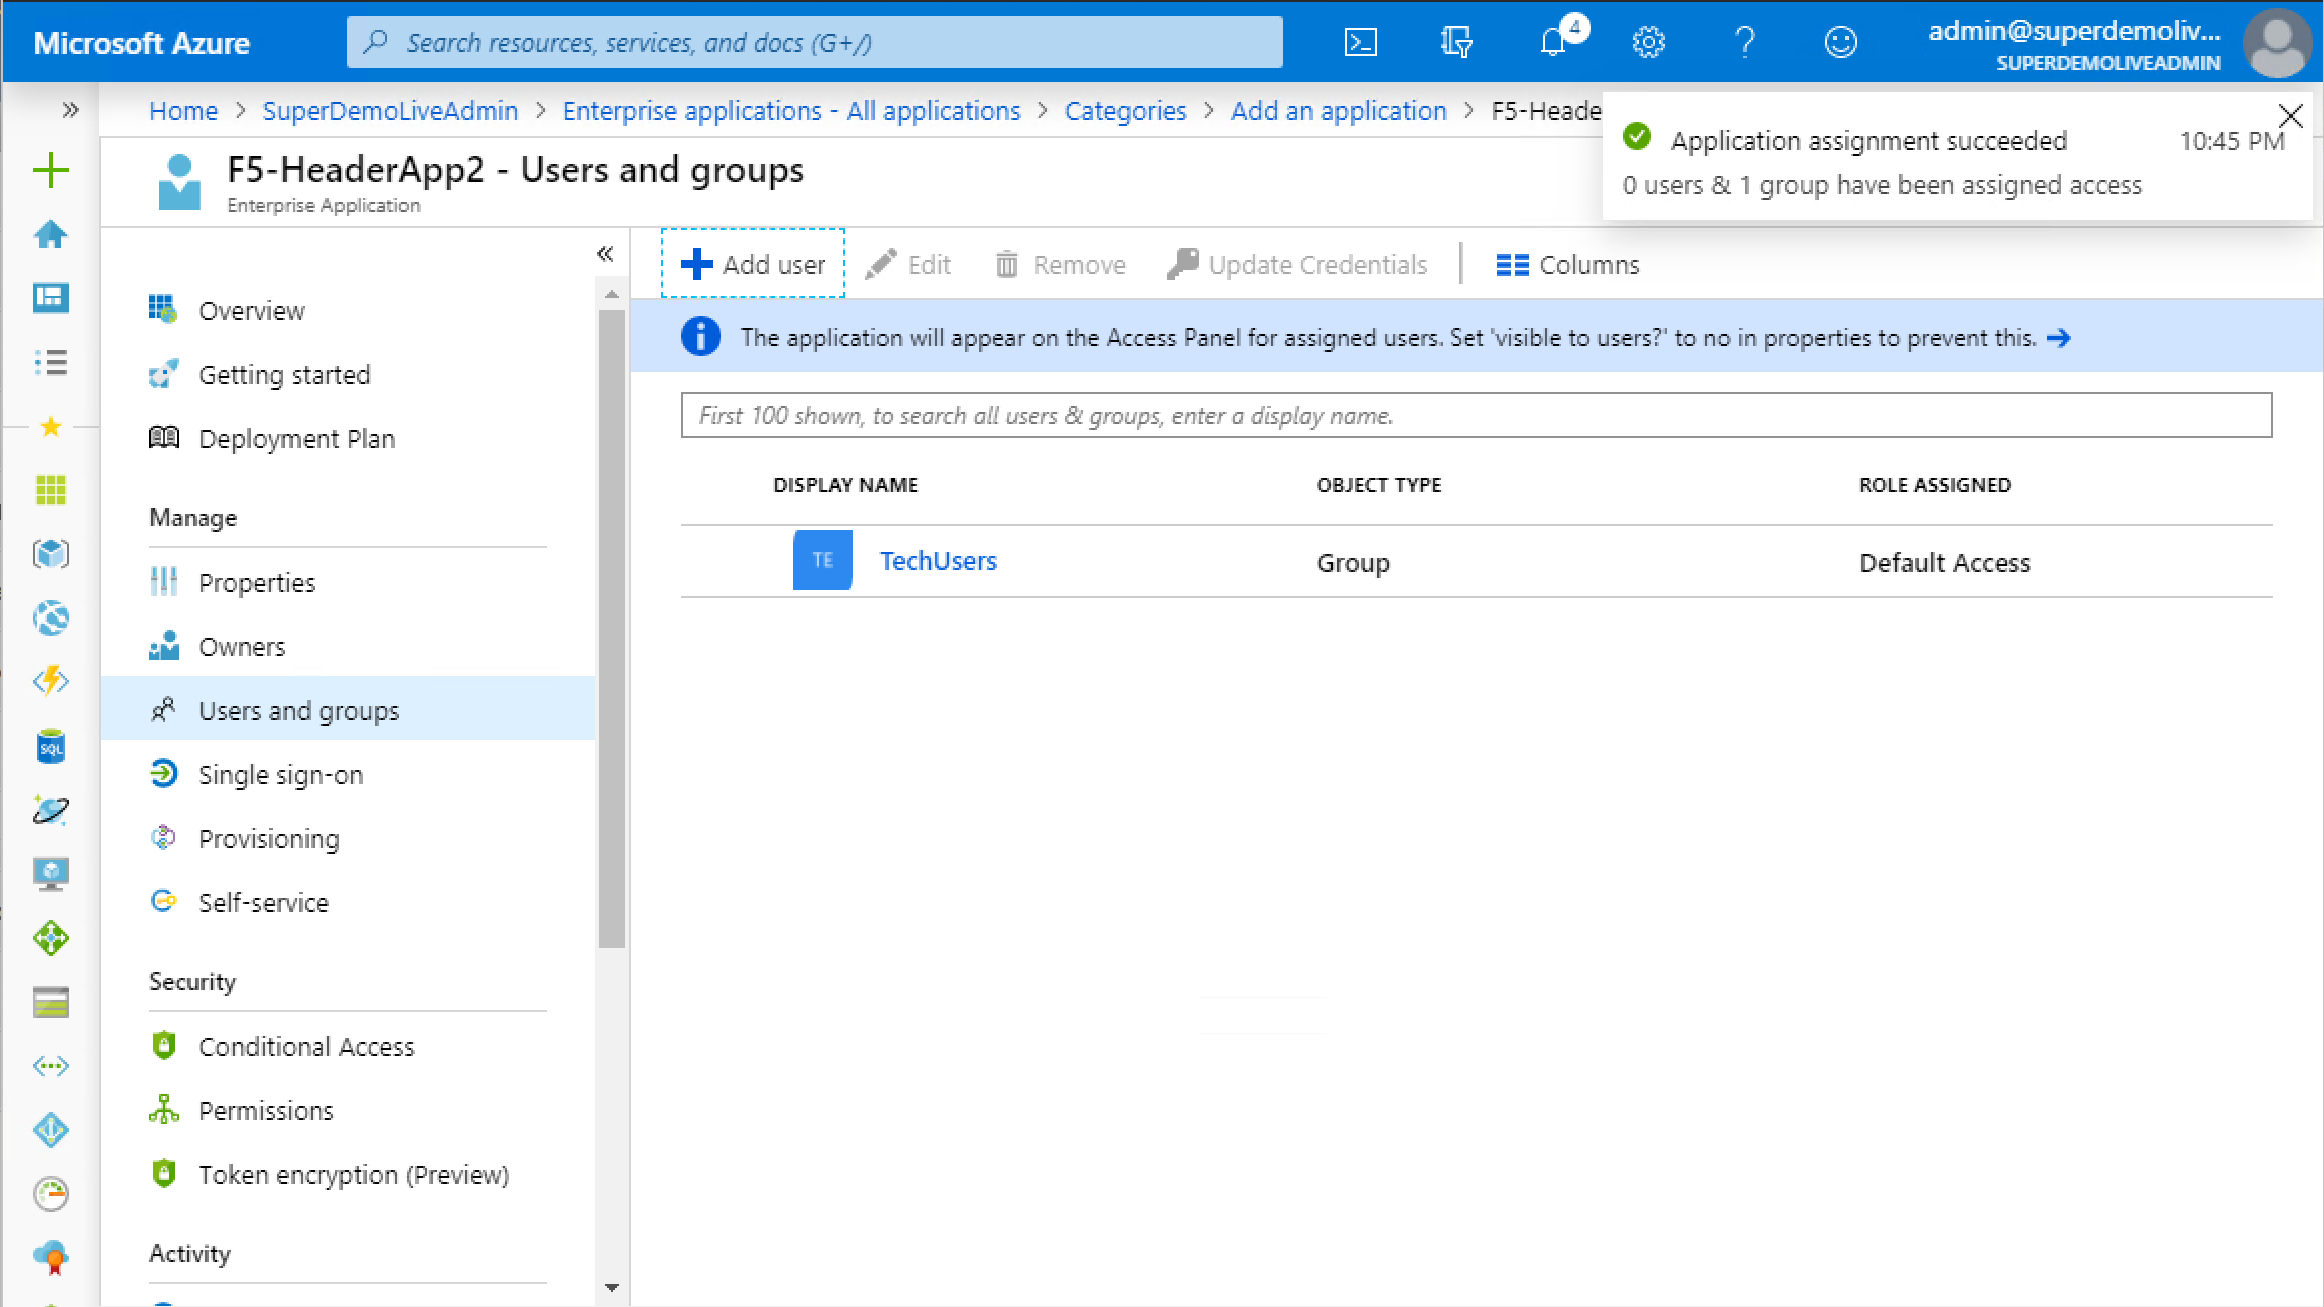 Microsoft Azure
Search resources, services, and docs (G+/)
4
admin@superdemoliv...
SUPERDEMOLIVEADMIN
Home > SuperDemoLiveAdmin > Enterprise applications - All applications > Categories > Add an application > F5-Heade
Application assignment succeeded 10:45 PM
0 users & 1 group have been assigned access
F5-HeaderApp2 - Users and groups
Enterprise Application
Overview
Getting started
Deployment Plan
Manage
Properties
Owners
Users and groups
Single sign-on
Provisioning
Self-service
Security
Conditional Access
Permissions
Token encryption (Preview)
Activity
SQL
Add user Edit Remove Update Credentials Columns
The application will appear on the Access Panel for assigned users. Set 'visible to users?' to no in properties to prevent this.
First 100 shown, to search all users & groups, enter a display name.
DISPLAY NAME OBJECT TYPE ROLE ASSIGNED
TE TechUsers Group Default Access